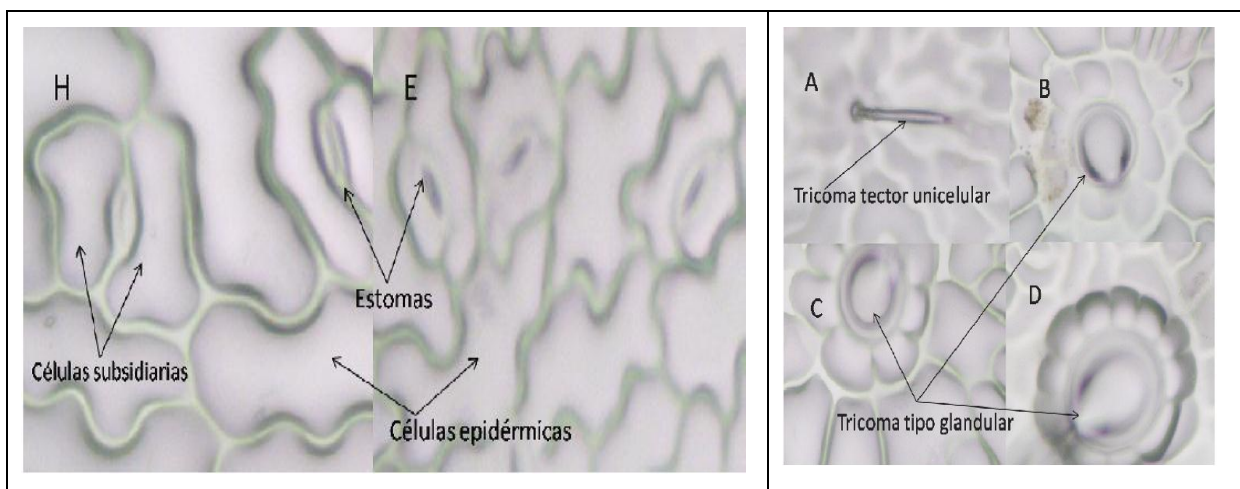 H
E
Estomas
Células subsidiarias
Células epidérmicas
A
B
Tricoma tector unicelular
C
D
Tricoma tipo glandular